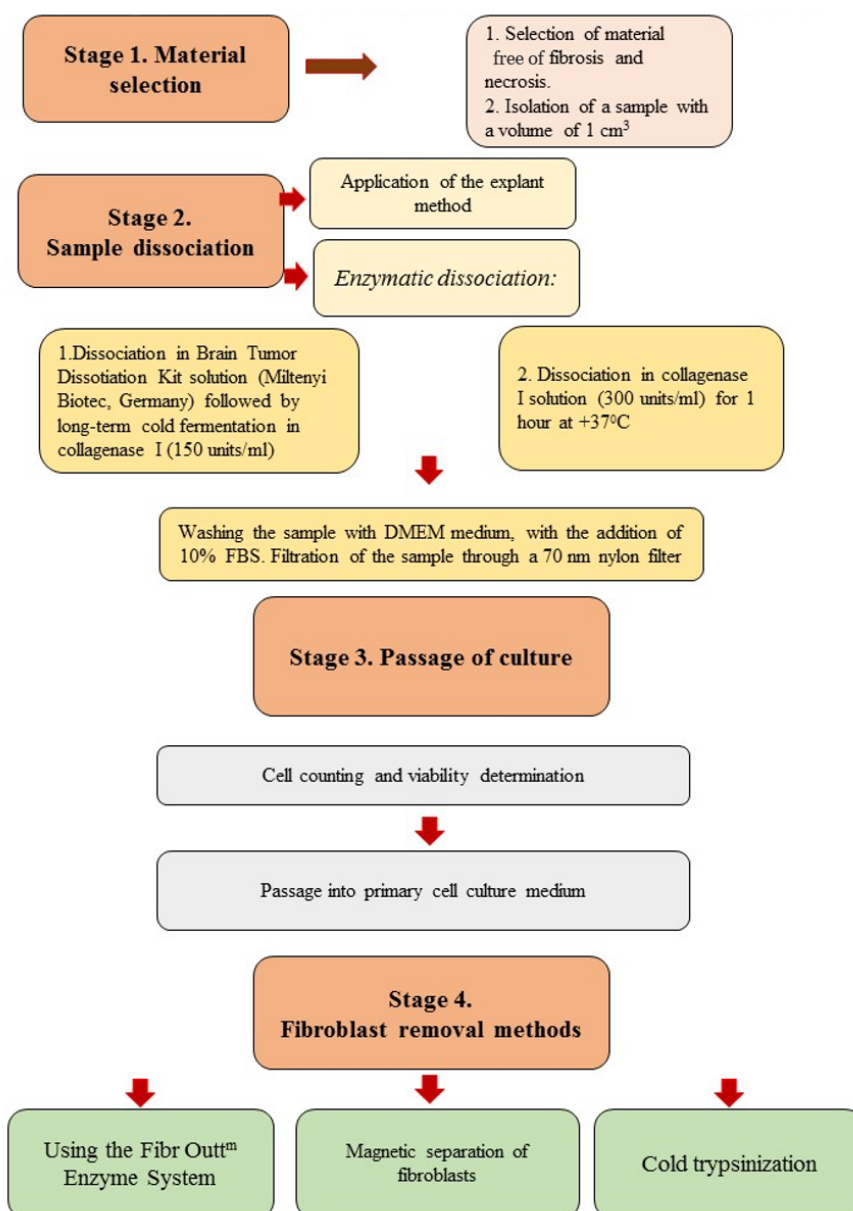 Stage 1. Material
selection
1. Selection of material
free of fibrosis and
necrosis.
2. Isolation of a sample with
a volume of 1 cm³
Stage 2.
Sample dissociation
Application of the explant
method
Enzymatic dissociation:
1.Dissociation in Brain Tumor
Dissotiation Kit solution (Miltenyi
Biotec, Germany) followed by
long-term cold fermentation in
collagenase I (150 units/ml)
2. Dissociation in collagenase
I solution (300 units/ml) for 1
hour at +37⁰C
Washing the sample with DMEM medium, with the addition of
10% FBS. Filtration of the sample through a 70 nm nylon filter
Stage 3. Passage of culture
Cell counting and viability determination
Passage into primary cell culture medium
Stage 4.
Fibroblast removal methods
Using the Fibr Outtᵐ
Enzyme System
Magnetic separation of
fibroblasts
Cold trypsinization